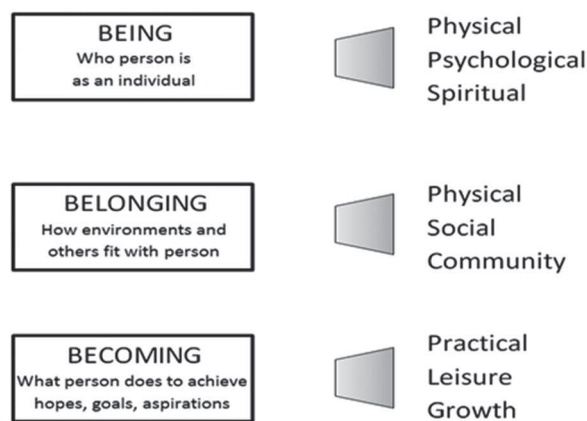 BEING
Who person is
as an individual
Physical
Psychological
Spiritual
BELONGING
How environments and
others fit with person
Physical
Social
Community
BECOMING
What person does to achieve
hopes, goals, aspirations
Practical
Leisure
Growth